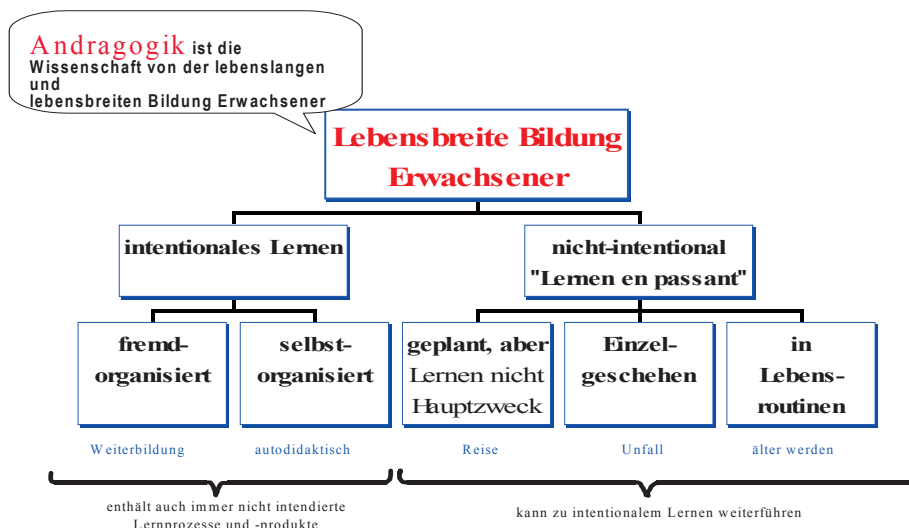 Andragogik ist die
Wissenschaft von der lebenslangen
und
lebensbreiten Bildung Erwachsener
Lebensbreite Bildung
Erwachsener
intentionales Lernen
nicht-intentional
"Lernen en passant"
fremd-
organisiert
selbst-
organisiert
geplant, aber
Lernen nicht
Hauptzweck
Einzel-
geschehen
in
Lebens-
routinen
Weiterbildung
autodidaktisch
Reise
Unfall
älter werden
enthält auch immer nicht intendierte
Lernprozesse und -produkte
kann zu intentionalem Lernen weiterführen